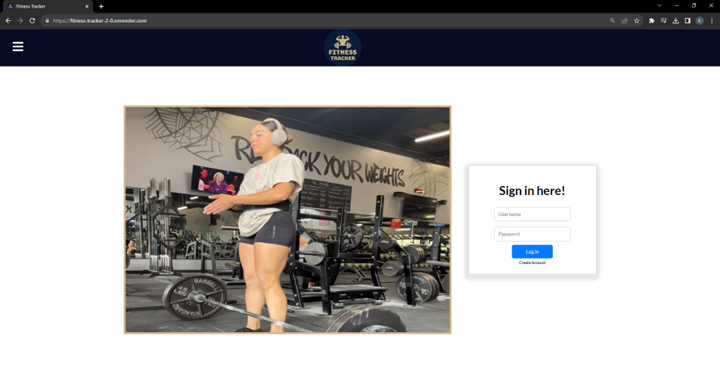 Fitness Tracker
https://fitness-tracker-2-0.onrender.com
FITNESS
TRACKER
RE-RACK YOUR WEIGHTS
BARBELL
Sign in here!
Username
Password
Log In
Create Account